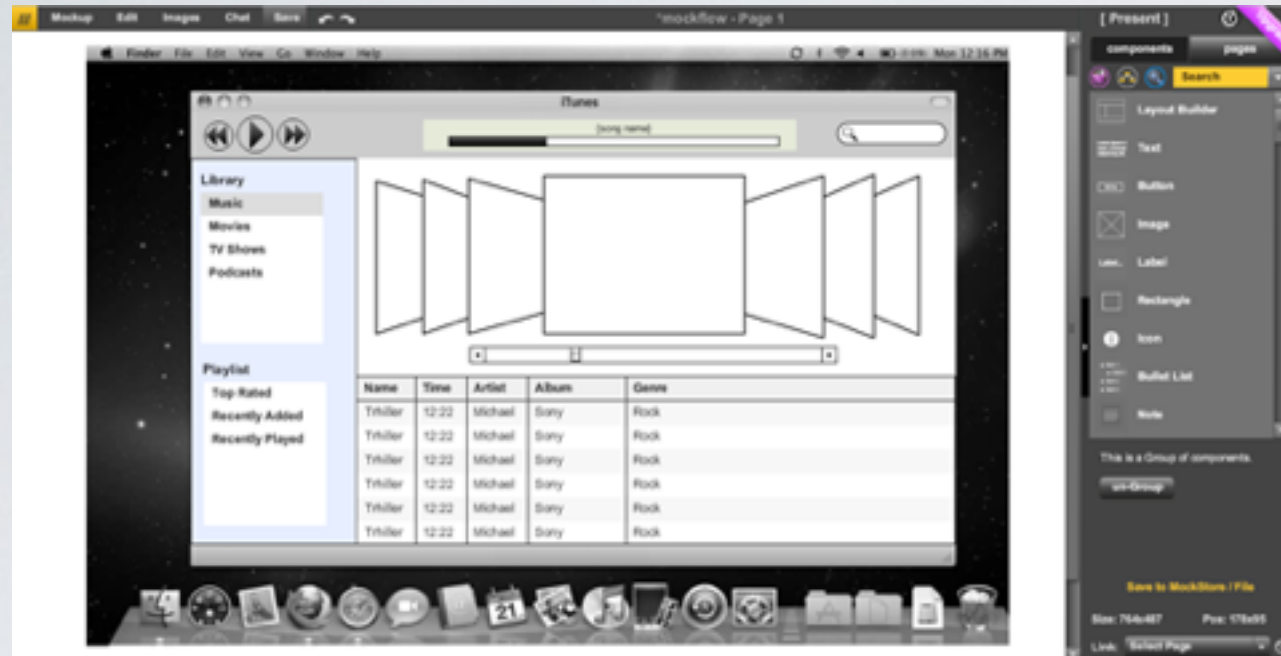 Mockup Edit Images Chat Save *mockflow - Page 1 [ Present ]
Finder File Edit View Go Window Help Mon 12:16 PM
components pages
Search
iTunes
[song name]
Library
Music
Movies
TV Shows
Podcasts
Playlist
Top Rated
Recently Added
Recently Played
Name Time Artist Album Genre
Trhiller 12:22 Michael Sony Rock
Trhiller 12:22 Michael Sony Rock
Trhiller 12:22 Michael Sony Rock
Trhiller 12:22 Michael Sony Rock
Trhiller 12:22 Michael Sony Rock
Trhiller 12:22 Michael Sony Rock
21
Layout Builder
Text
Button
Image
Label
Rectangle
Icon
Bullet List
Note
This is a Group of components.
un-Group
Save to MockStore / File
Size: 764x487 Pos: 178x95
Link: Select Page